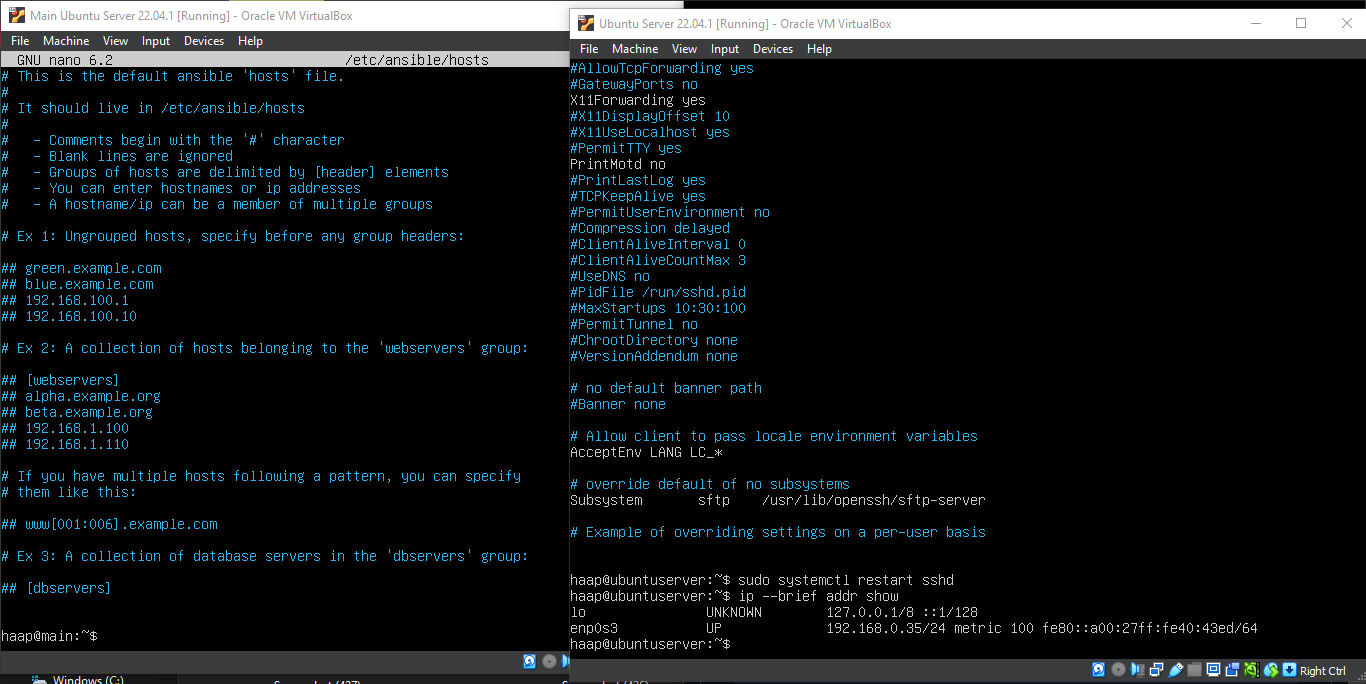 Main Ubuntu Server 22.04.1 [Running] - Oracle VM VirtualBox
File Machine View Input Devices Help
GNU nano 6.2 /etc/ansible/hosts
# This is the default ansible 'hosts' file.
#
# It should live in /etc/ansible/hosts
#
#   - Comments begin with the '#' character
#   - Blank lines are ignored
#   - Groups of hosts are delimited by [header] elements
#   - You can enter hostnames or ip addresses
#   - A hostname/ip can be a member of multiple groups
# Ex 1: Ungrouped hosts, specify before any group headers:
## green.example.com
## blue.example.com
## 192.168.100.1
## 192.168.100.10
# Ex 2: A collection of hosts belonging to the 'webservers' group:
## [webservers]
## alpha.example.org
## beta.example.org
## 192.168.1.100
## 192.168.1.110
# If you have multiple hosts following a pattern, you can specify
# them like this:
## www[001:006].example.com
# Ex 3: A collection of database servers in the 'dbservers' group:
## [dbservers]
haap@main:~$
Windows (C:)
Ubuntu Server 22.04.1 [Running] - Oracle VM VirtualBox
File Machine View Input Devices Help
#AllowTcpForwarding yes
#GatewayPorts no
X11Forwarding yes
#X11DisplayOffset 10
#X11UseLocalhost yes
#PermitTTY yes
PrintMotd no
#PrintLastLog yes
#TCPKeepAlive yes
#PermitUserEnvironment no
#Compression delayed
#ClientAliveInterval 0
#ClientAliveCountMax 3
#UseDNS no
#PidFile /run/sshd.pid
#MaxStartups 10:30:100
#PermitTunnel no
#ChrootDirectory none
#VersionAddendum none
# no default banner path
#Banner none
# Allow client to pass locale environment variables
AcceptEnv LANG LC_*
# override default of no subsystems
Subsystem sftp /usr/lib/openssh/sftp-server
# Example of overriding settings on a per-user basis
haap@ubuntuserver:~$ sudo systemctl restart sshd
haap@ubuntuserver:~$ ip --brief addr show
lo UNKNOWN 127.0.0.1/8 ::1/128
enp0s3 UP 192.168.0.35/24 metric 100 fe80::a00:27ff:fe40:43ed/64
haap@ubuntuserver:~$
Right Ctrl